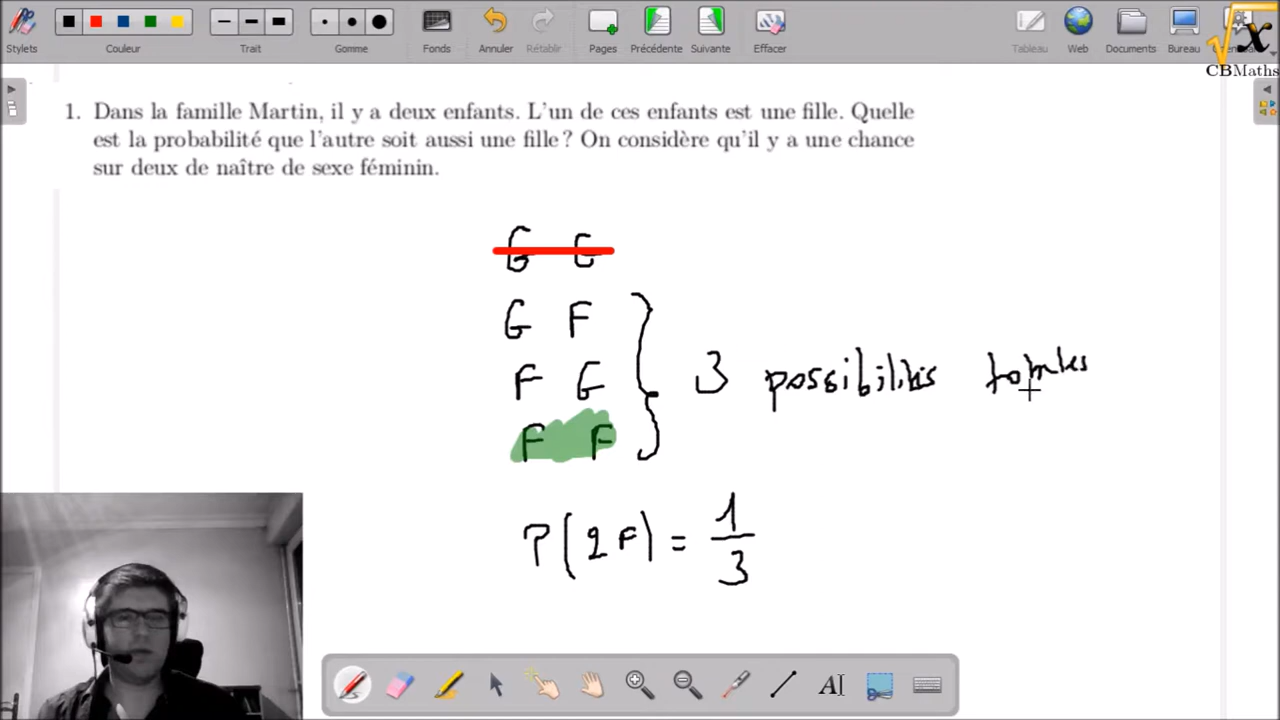 Stylets
Couleur
Trait
Gomme
Fonds
Annuler
Rétablir
Pages
Précédente
Suivante
Effacer
Tableau
Web
Documents
Bureau
CBMaths
1. Dans la famille Martin, il y a deux enfants. L'un de ces enfants est une fille. Quelle
est la probabilité que l'autre soit aussi une fille ? On considère qu'il y a une chance
sur deux de naître de sexe féminin.
G G
G F
F G
3 possibilités totales
F F
P(2F) = 1/3
AI